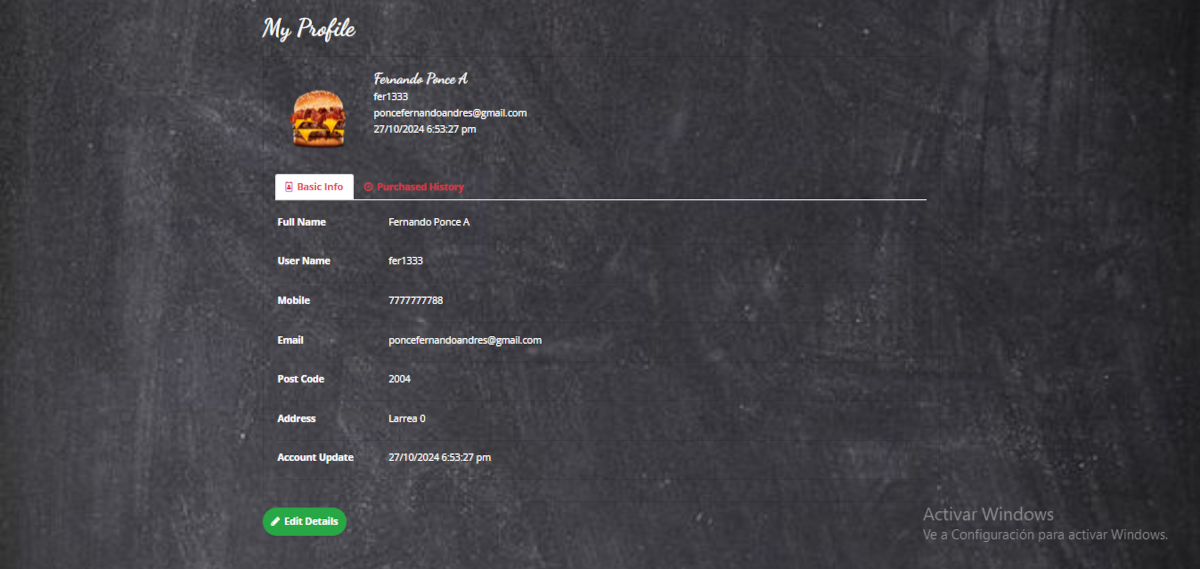 My Profile
Fernando Ponce A
fer1333
poncefernandoandres@gmail.com
27/10/2024 6:53:27 pm
Basic Info Purchased History
Full Name Fernando Ponce A
User Name fer1333
Mobile 7777777788
Email poncefernandoandres@gmail.com
Post Code 2004
Address Larrea 0
Account Update 27/10/2024 6:53:27 pm
Edit Details
Activar Windows
Ve a Configuración para activar Windows.